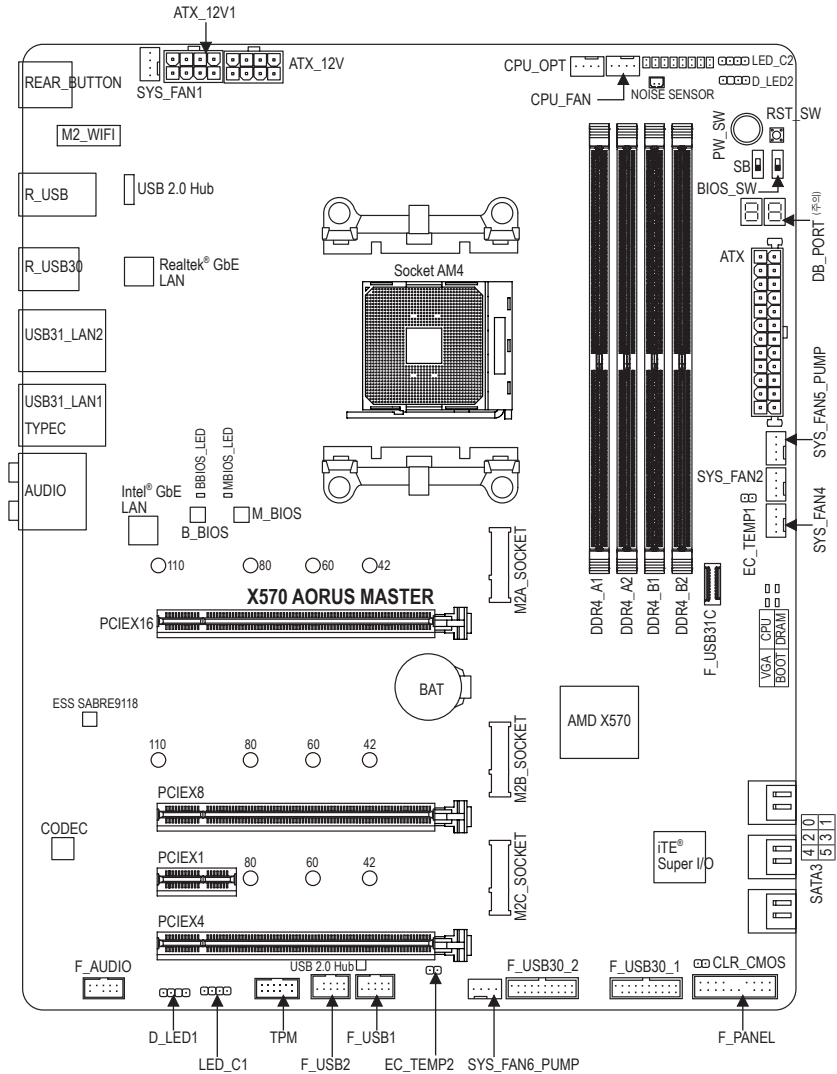 ATX_12V1
ATX_12V
CPU_OPT
LED_C2
D_LED2
REAR_BUTTON
SYS_FAN1
CPU_FAN
NOISE SENSOR
RST_SW
PW_SW
M2_WIFI
SB
BIOS_SW
R_USB
USB 2.0 Hub
DB_PORT (주의)
R_USB30
Realtek® GbE
LAN
Socket AM4
ATX
USB31_LAN2
USB31_LAN1
TYPEC
SYS_FAN5_PUMP
BBIOS_LED
MBIOS_LED
AUDIO
Intel® GbE
LAN
B_BIOS
M_BIOS
SYS_FAN2
SYS_FAN4
EC_TEMP1
M2A_SOCKET
110
80
60
42
X570 AORUS MASTER
DDR4_A1
DDR4_A2
DDR4_B1
DDR4_B2
F_USB31C
PCIEX16
CPU
DRAM
VGA
BOOT
BAT
ESS SABRE9118
AMD X570
110
80
60
42
M2B_SOCKET
PCIEX8
CODEC
iTE®
Super I/O
4 2 0
5 3 1
SATA3
PCIEX1
80
60
42
M2C_SOCKET
PCIEX4
F_AUDIO
USB 2.0 Hub
F_USB30_2
F_USB30_1
CLR_CMOS
D_LED1
TPM
F_USB1
F_PANEL
LED_C1
F_USB2
EC_TEMP2
SYS_FAN6_PUMP